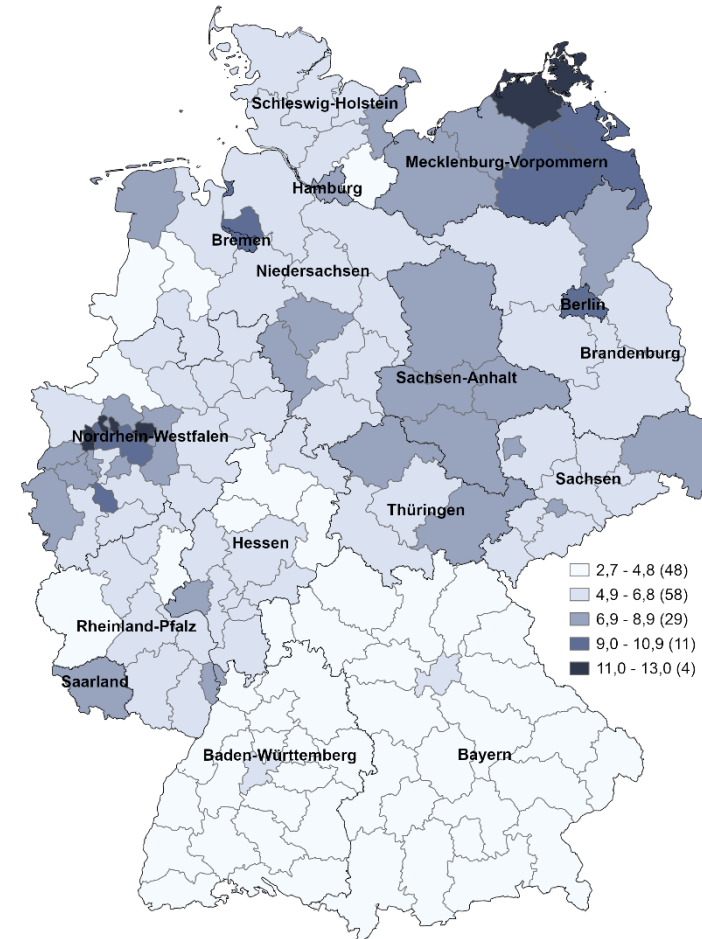 Schleswig-Holstein
Mecklenburg-Vorpommern
Hamburg
Bremen
Niedersachsen
Berlin
Brandenburg
Sachsen-Anhalt
Nordrhein-Westfalen
Sachsen
Thüringen
Hessen
2,7 - 4,8 (48)
4,9 - 6,8 (58)
6,9 - 8,9 (29)
9,0 - 10,9 (11)
11,0 - 13,0 (4)
Rheinland-Pfalz
Saarland
Baden-Württemberg
Bayern